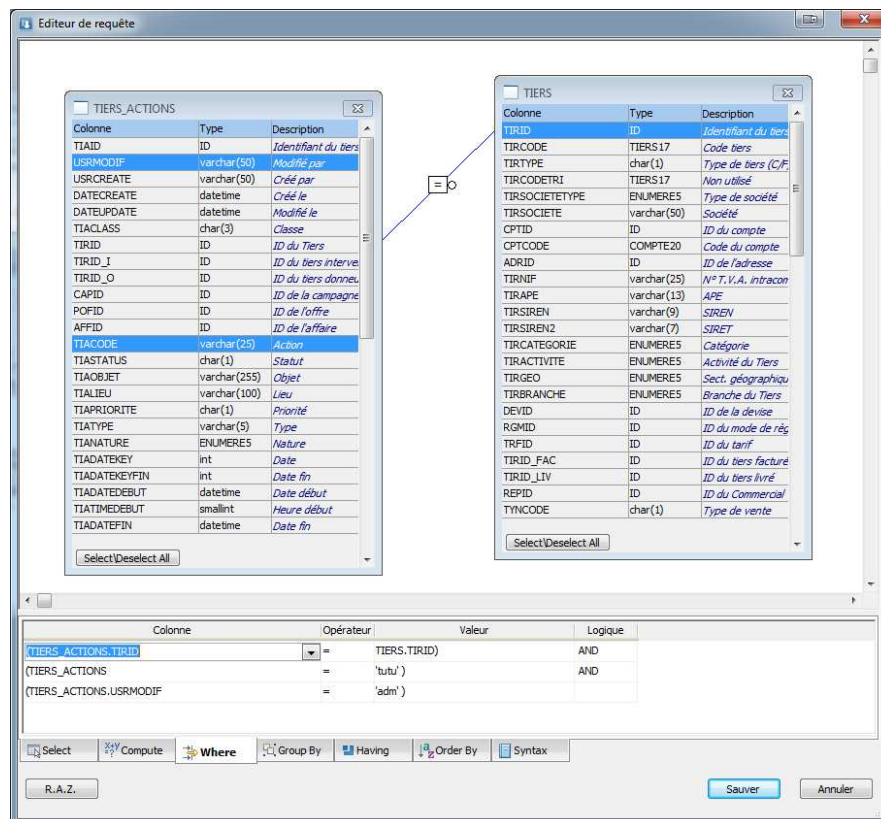 Editeur de requête
TIERS_ACTIONS
Colonne Type Description
TIAID ID Identifiant du tiers
USRMODIF varchar(50) Modifié par
USRCREATE varchar(50) Créé par
DATECREATE datetime Créé le
DATEUPDATE datetime Modifié le
TIACLASS char(3) Classe
TIRID ID ID du Tiers
TIRID_I ID ID du tiers interve
TIRID_O ID ID du tiers donneu
CAPID ID ID de la campagne
POFID ID ID de l'offre
AFFID ID ID de l'affaire
TIACODE varchar(25) Action
TIASTATUS char(1) Statut
TIAOBJET varchar(255) Objet
TIALIEU varchar(100) Lieu
TIAPRIORITE char(1) Priorité
TIATYPE varchar(5) Type
TIANATURE ENUMERE5 Nature
TIADATEKEY int Date
TIADATEKEYFIN int Date fin
TIADATEDEBUT datetime Date début
TIATIMEDEBUT smallint Heure début
TIADATEFIN datetime Date fin
Select\Deselect All
=
TIERS
Colonne Type Description
TIRID ID Identifiant du tiers
TIRCODE TIERS17 Code tiers
TIRTYPE char(1) Type de tiers (C/F,
TIRCODETRI TIERS17 Non utilisé
TIRSOCIETETYPE ENUMERE5 Type de société
TIRSOCIETE varchar(50) Société
CPTID ID ID du compte
CPTCODE COMPTE20 Code du compte
ADRID ID ID de l'adresse
TIRNIF varchar(25) N° T.V.A. intracom
TIRAPE varchar(13) APE
TIRSIREN varchar(9) SIREN
TIRSIREN2 varchar(7) SIRET
TIRCATEGORIE ENUMERE5 Catégorie
TIRACTIVITE ENUMERE5 Activité du Tiers
TIRGEO ENUMERE5 Sect. géographiqu
TIRBRANCHE ENUMERE5 Branche du Tiers
DEVID ID ID de la devise
RGMID ID ID du mode de règ
TRFID ID ID du tarif
TIRID_FAC ID ID du tiers facturé
TIRID_LIV ID ID du tiers livré
REPID ID ID du Commercial
TYNCODE char(1) Type de vente
Select\Deselect All
Colonne Opérateur Valeur Logique
(TIERS_ACTIONS.TIRID = TIERS.TIRID) AND
(TIERS_ACTIONS = 'tutu' ) AND
(TIERS_ACTIONS.USRMODIF = 'adm' )
Select Compute Where Group By Having Order By Syntax
R.A.Z. Sauver Annuler